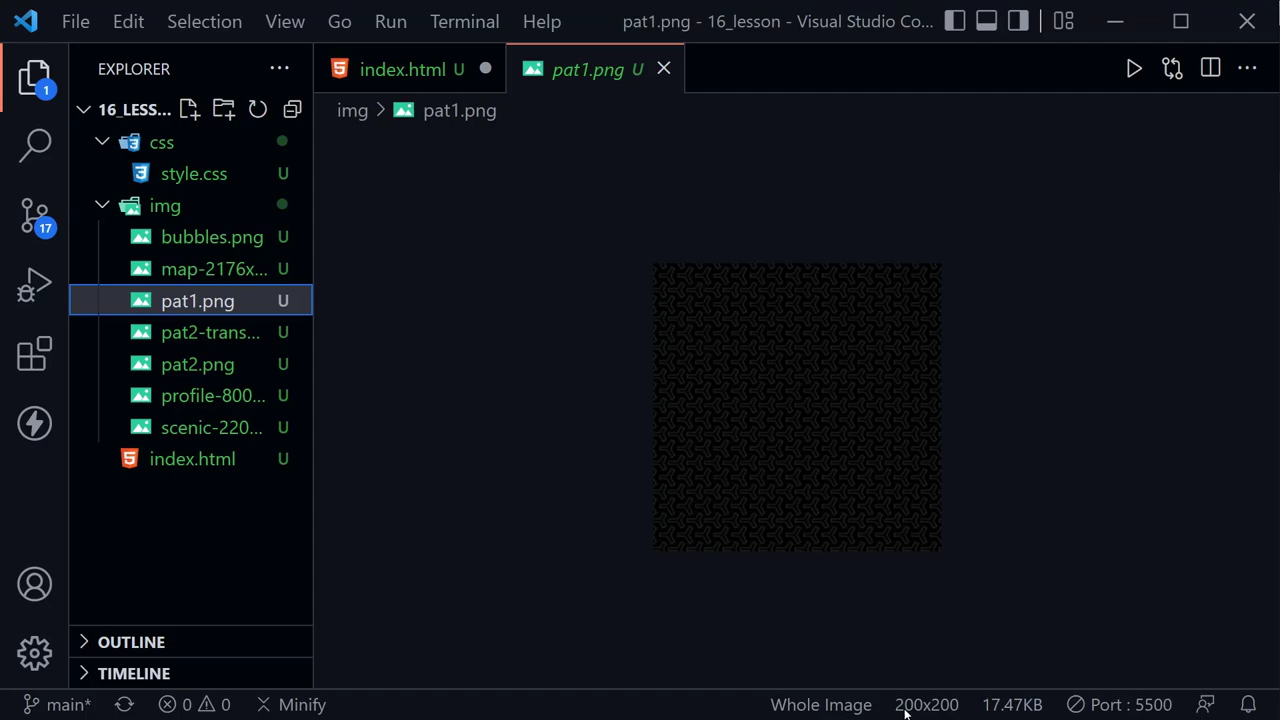 File Edit Selection View Go Run Terminal Help pat1.png - 16_lesson - Visual Studio Co...
EXPLORER
index.html U
pat1.png U
1
16_LESS...
img > pat1.png
css
style.css U
img
17
bubbles.png U
map-2176x... U
pat1.png U
pat2-trans... U
pat2.png U
profile-800... U
scenic-220... U
index.html U
OUTLINE
TIMELINE
main* 0 0 Minify Whole Image 200x200 17.47KB Port : 5500